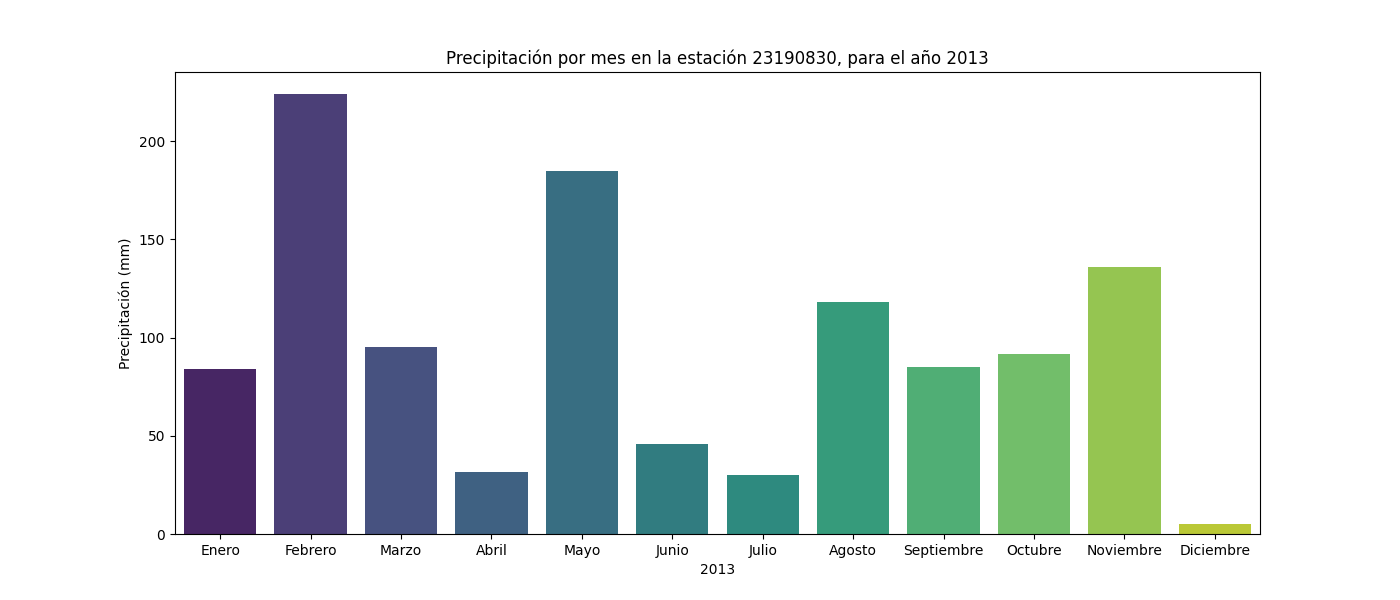 Precipitación por mes en la estación 23190830, para el año 2013
Precipitación (mm)
200
150
100
50
0
Enero Febrero Marzo Abril Mayo Junio Julio Agosto Septiembre Octubre Noviembre Diciembre
2013